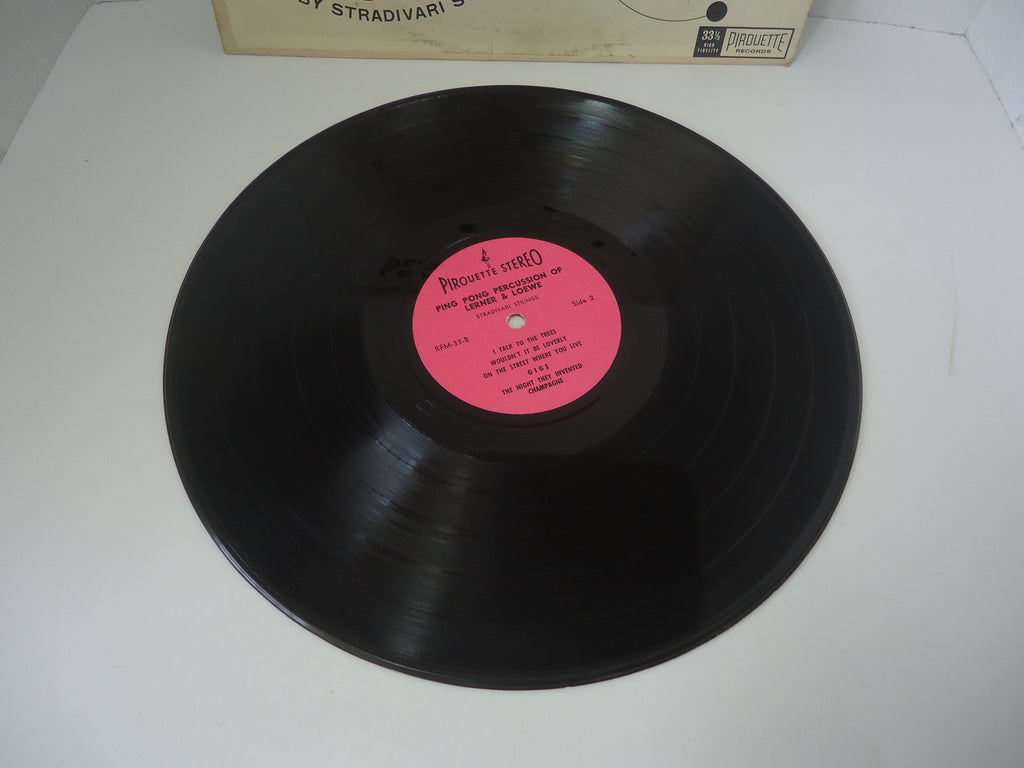 BY STRADIVARI
33⅓
HIGH
FIDELITY
PIROUETTE
RECORDS
PIROUETTE STEREO
PING PONG PERCUSSION OF
LERNER & LOEWE
STRADIVARI STRINGS
Side 2
RFM-33-B
I TALK TO THE TREES
WOULDN'T IT BE LOVERLY
ON THE STREET WHERE YOU LIVE
GIGI
THE NIGHT THEY INVENTED
CHAMPAGNE